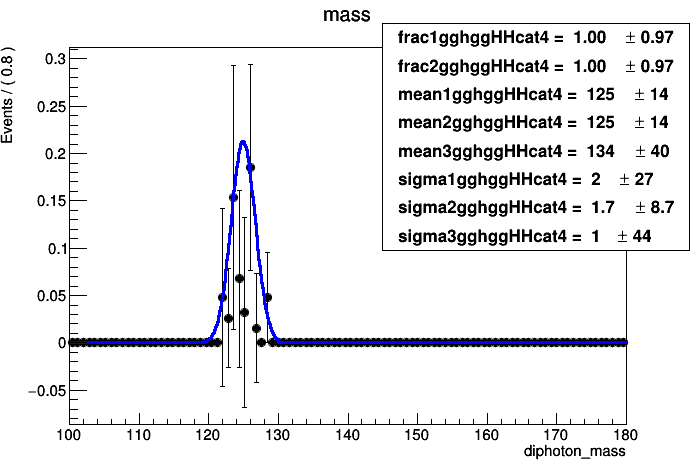 mass
frac1gghggHHcat4 = 1.00 ± 0.97
frac2gghggHHcat4 = 1.00 ± 0.97
mean1gghggHHcat4 = 125 ± 14
mean2gghggHHcat4 = 125 ± 14
mean3gghggHHcat4 = 134 ± 40
sigma1gghggHHcat4 = 2 ± 27
sigma2gghggHHcat4 = 1.7 ± 8.7
sigma3gghggHHcat4 = 1 ± 44
Events / ( 0.8 )
0.3
0.25
0.2
0.15
0.1
0.05
0
−0.05
100 110 120 130 140 150 160 170 180
diphoton_mass